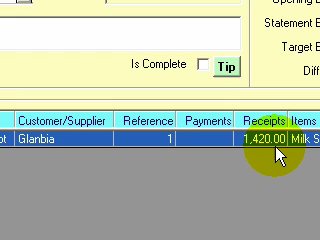 Opening
Statement
Target
Is Complete Tip
Diff
Customer/Supplier Reference Payments Receipts Items
Glanbia 1 1,420.00 Milk